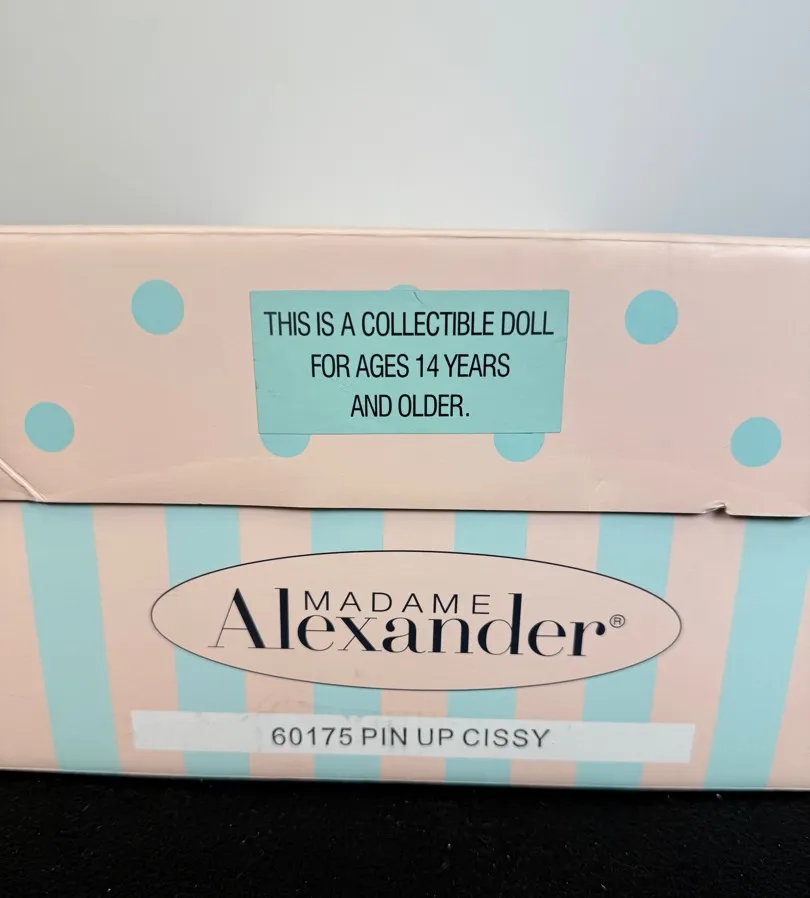 THIS IS A COLLECTIBLE DOLL
FOR AGES 14 YEARS
AND OLDER.
MADAME
Alexander®
60175 PIN UP CISSY